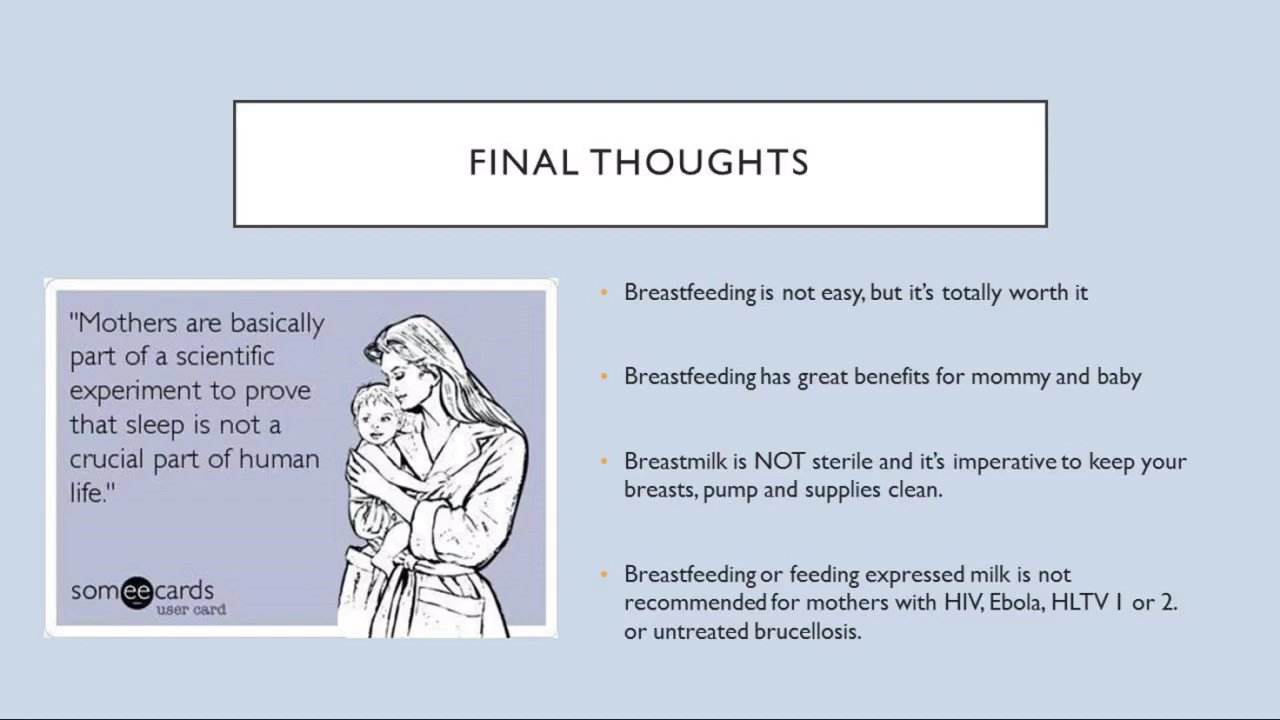 FINAL THOUGHTS
"Mothers are basically
part of a scientific
experiment to prove
that sleep is not a
crucial part of human
life."
someecards
user card
• Breastfeeding is not easy, but it's totally worth it
• Breastfeeding has great benefits for mommy and baby
• Breastmilk is NOT sterile and it's imperative to keep your
breasts, pump and supplies clean.
• Breastfeeding or feeding expressed milk is not
recommended for mothers with HIV, Ebola, HLTV 1 or 2.
or untreated brucellosis.